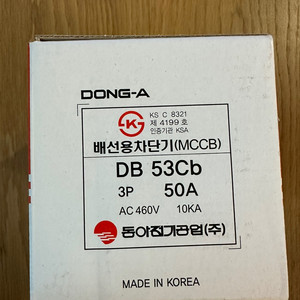 DONG-A
KS C 8321
제 4199 호
인증기관 KSA
배선용차단기(MCCB)
DB 53Cb
3P 50A
AC 460V 10KA
동아전기공업(주)
MADE IN KOREA